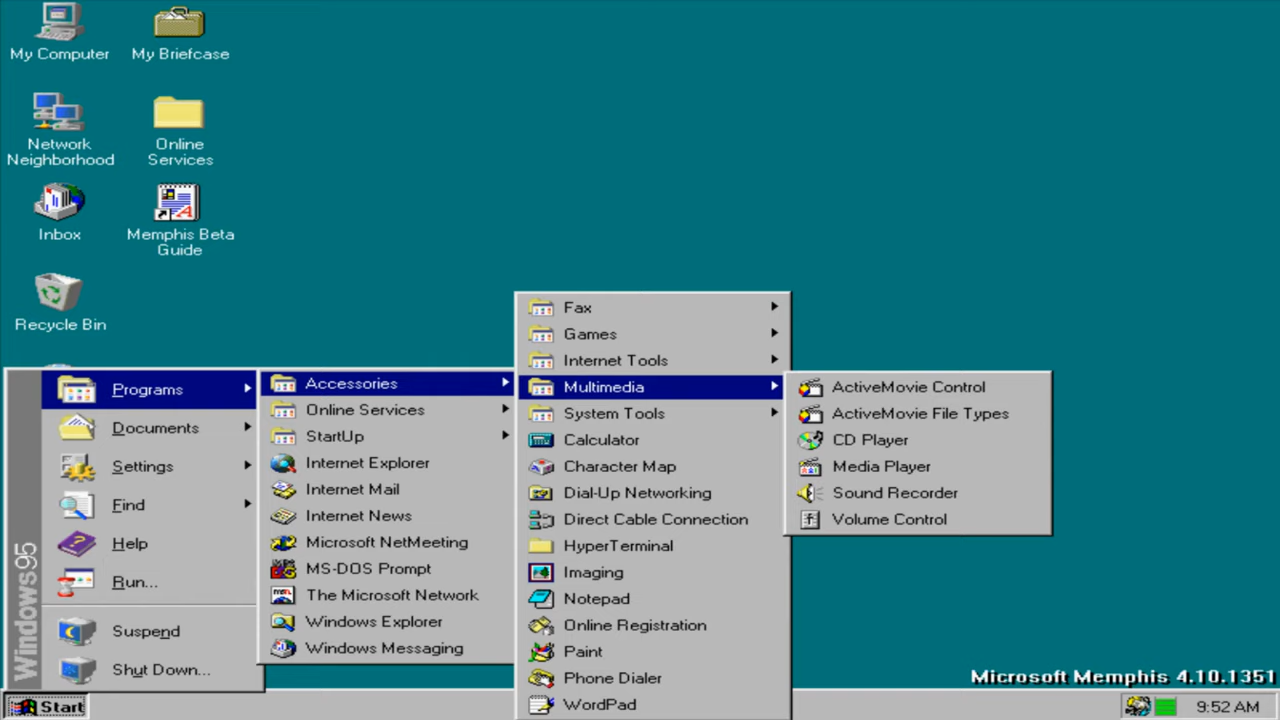 My Computer
My Briefcase
Network
Neighborhood
Online
Services
Inbox
Memphis Beta
Guide
Recycle Bin
Programs
Documents
Settings
Find
Help
Run...
Suspend
Shut Down...
Windows95
Accessories
Online Services
StartUp
Internet Explorer
Internet Mail
Internet News
Microsoft NetMeeting
MS-DOS Prompt
The Microsoft Network
Windows Explorer
Windows Messaging
Fax
Games
Internet Tools
Multimedia
System Tools
Calculator
Character Map
Dial-Up Networking
Direct Cable Connection
HyperTerminal
Imaging
Notepad
Online Registration
Paint
Phone Dialer
WordPad
ActiveMovie Control
ActiveMovie File Types
CD Player
Media Player
Sound Recorder
Volume Control
Microsoft Memphis 4.10.1351
Start
9:52 AM